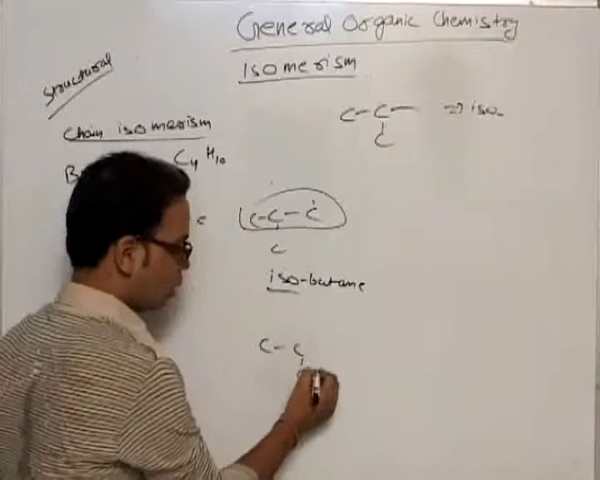 General Organic Chemistry
Isomerism
Structural
C-C-
C
⇒ iso-
Chain isomerism
B
C4 H10
c
C-C-C
C
iso-butane
C-C